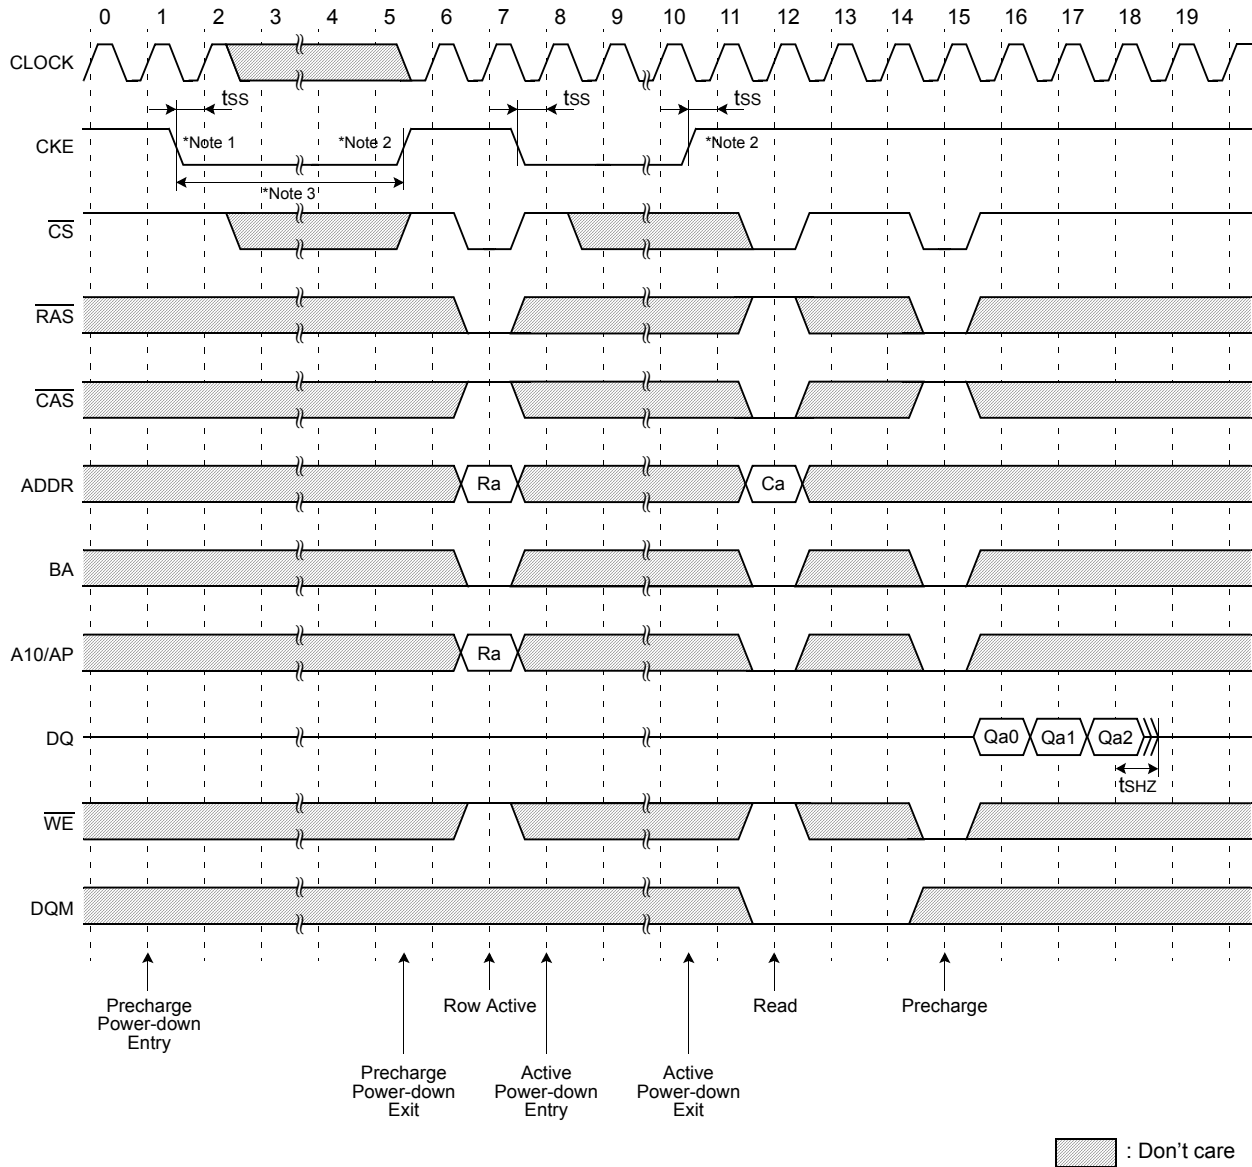 0 1 2 3 4 5 6 7 8 9 10 11 12 13 14 15 16 17 18 19
CLOCK
tSS tSS tSS
CKE *Note 1 *Note 2 *Note 2
*Note 3
CS
RAS
CAS
ADDR Ra Ca
BA
A10/AP Ra
DQ Qa0 Qa1 Qa2
tSHZ
WE
DQM
Precharge
Power-down
Entry
Precharge
Power-down
Exit
Row Active
Active
Power-down
Entry
Active
Power-down
Exit
Read
Precharge
: Don't care